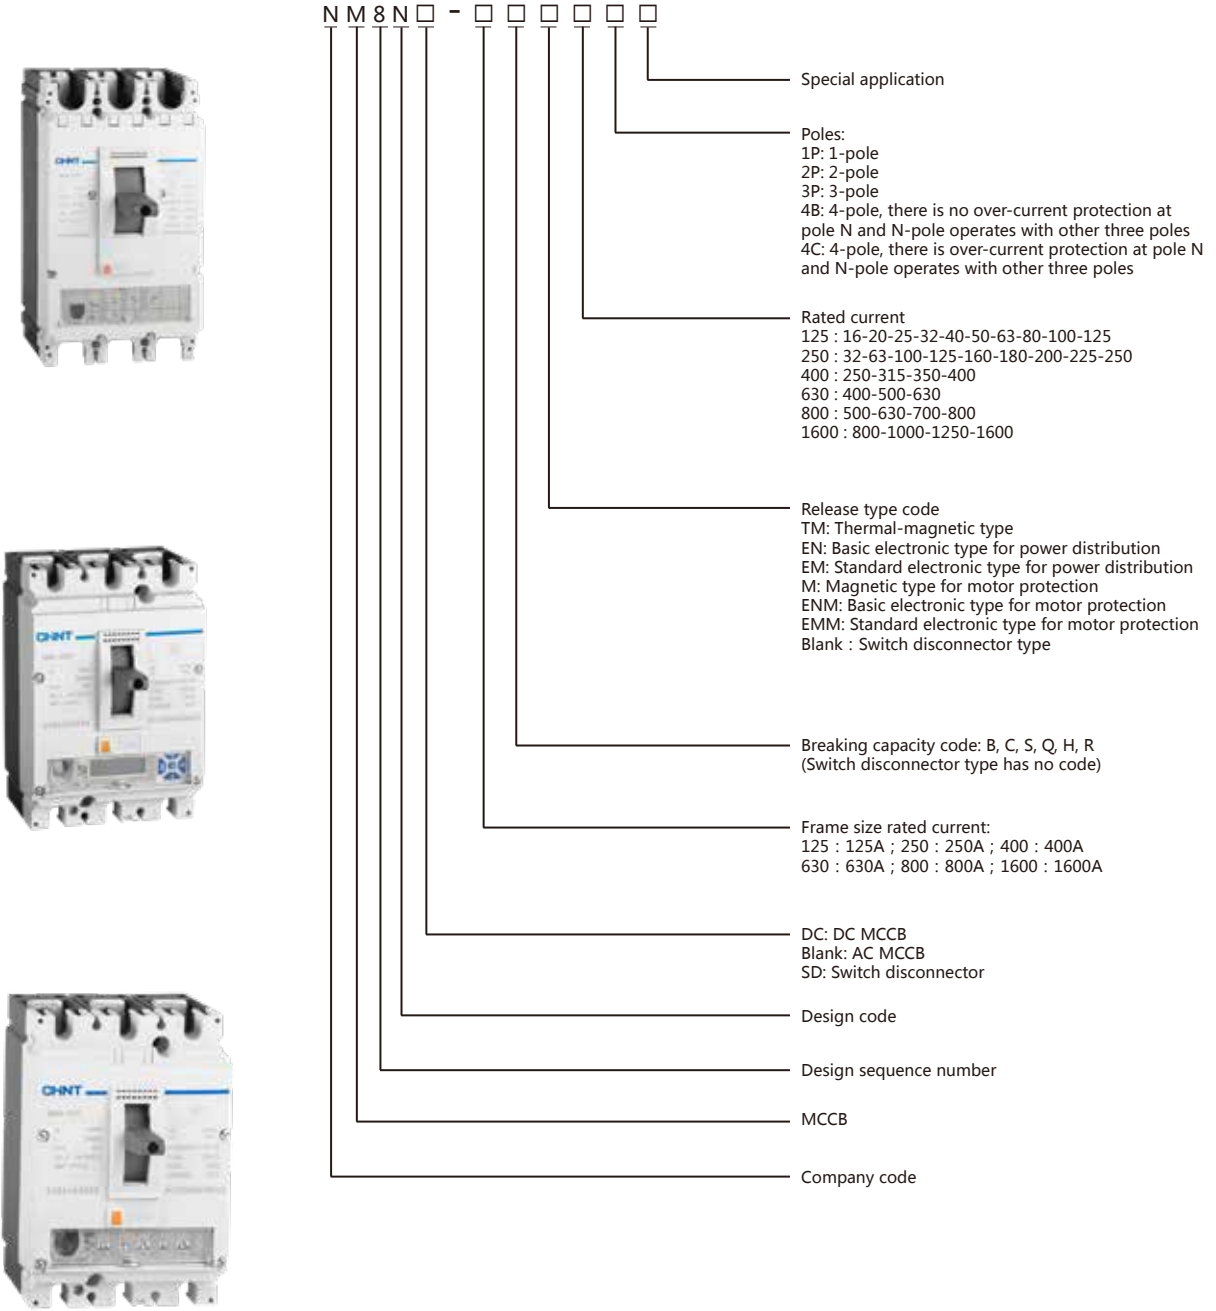 NM8N□-□□□□□□
Special application
Poles:
1P: 1-pole
2P: 2-pole
3P: 3-pole
4B: 4-pole, there is no over-current protection at
pole N and N-pole operates with other three poles
4C: 4-pole, there is over-current protection at pole N
and N-pole operates with other three poles
Rated current
125 : 16-20-25-32-40-50-63-80-100-125
250 : 32-63-100-125-160-180-200-225-250
400 : 250-315-350-400
630 : 400-500-630
800 : 500-630-700-800
1600 : 800-1000-1250-1600
Release type code
TM: Thermal-magnetic type
EN: Basic electronic type for power distribution
EM: Standard electronic type for power distribution
M: Magnetic type for motor protection
ENM: Basic electronic type for motor protection
EMM: Standard electronic type for motor protection
Blank : Switch disconnector type
Breaking capacity code: B, C, S, Q, H, R
(Switch disconnector type has no code)
Frame size rated current:
125 : 125A ; 250 : 250A ; 400 : 400A
630 : 630A ; 800 : 800A ; 1600 : 1600A
DC: DC MCCB
Blank: AC MCCB
SD: Switch disconnector
Design code
Design sequence number
MCCB
Company code
CHNT
CHNT
CHNT